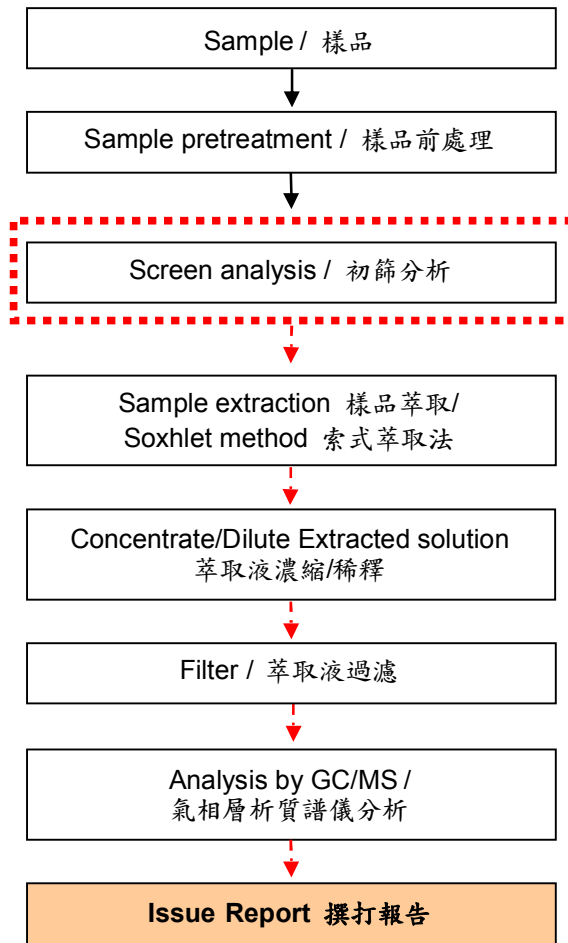 Sample / 樣品
Sample pretreatment / 樣品前處理
Screen analysis / 初篩分析
Sample extraction 樣品萃取/
Soxhlet method 索式萃取法
Concentrate/Dilute Extracted solution
萃取液濃縮/稀釋
Filter / 萃取液過濾
Analysis by GC/MS /
氣相層析質譜儀分析
Issue Report 撰打報告